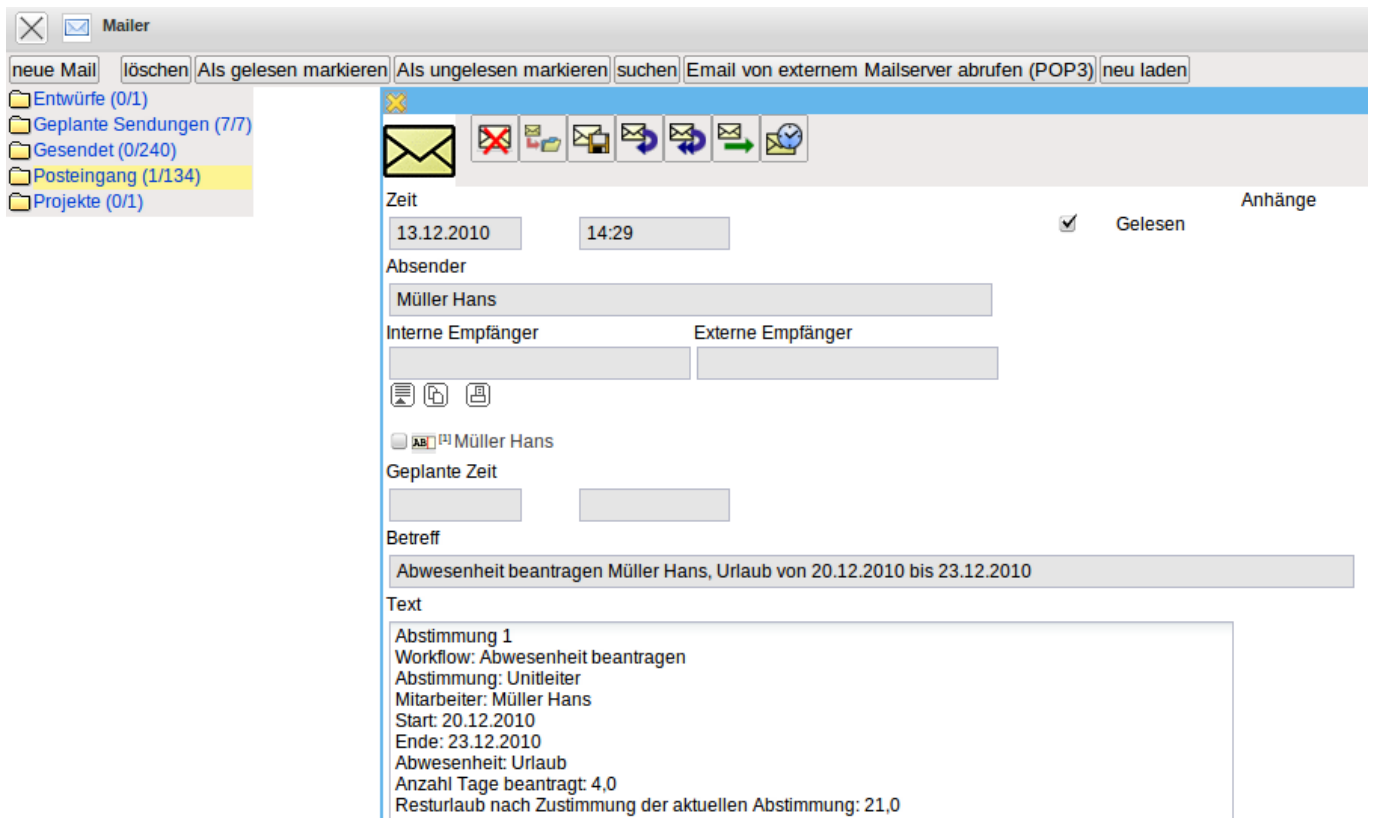 Mailer
neue Mail löschen Als gelesen markieren Als ungelesen markieren suchen Email von externem Mailserver abrufen (POP3) neu laden
Entwürfe (0/1)
Geplante Sendungen (7/7)
Gesendet (0/240)
Posteingang (1/134)
Projekte (0/1)
Zeit Anhänge
13.12.2010 14:29 Gelesen
Absender
Müller Hans
Interne Empfänger Externe Empfänger
AB [1] Müller Hans
Geplante Zeit
Betreff
Abwesenheit beantragen Müller Hans, Urlaub von 20.12.2010 bis 23.12.2010
Text
Abstimmung 1
Workflow: Abwesenheit beantragen
Abstimmung: Unitleiter
Mitarbeiter: Müller Hans
Start: 20.12.2010
Ende: 23.12.2010
Abwesenheit: Urlaub
Anzahl Tage beantragt: 4,0
Resturlaub nach Zustimmung der aktuellen Abstimmung: 21,0